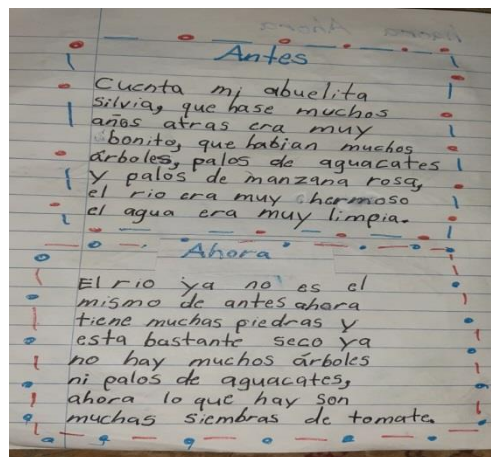 Antes
Cuenta mi abuelita
Silvia, que hase muchos
años atras era muy
bonito, que habian muchos
árboles, palos de aguacates
y palos de manzana rosa,
el rio era muy hermoso
el agua era muy limpia.
Ahora
El rio ya no es el
mismo de antes ahora
tiene muchas piedras y
esta bastante seco ya
no hay muchos árboles
ni palos de aguacates,
ahora lo que hay son
muchas siembras de tomate.